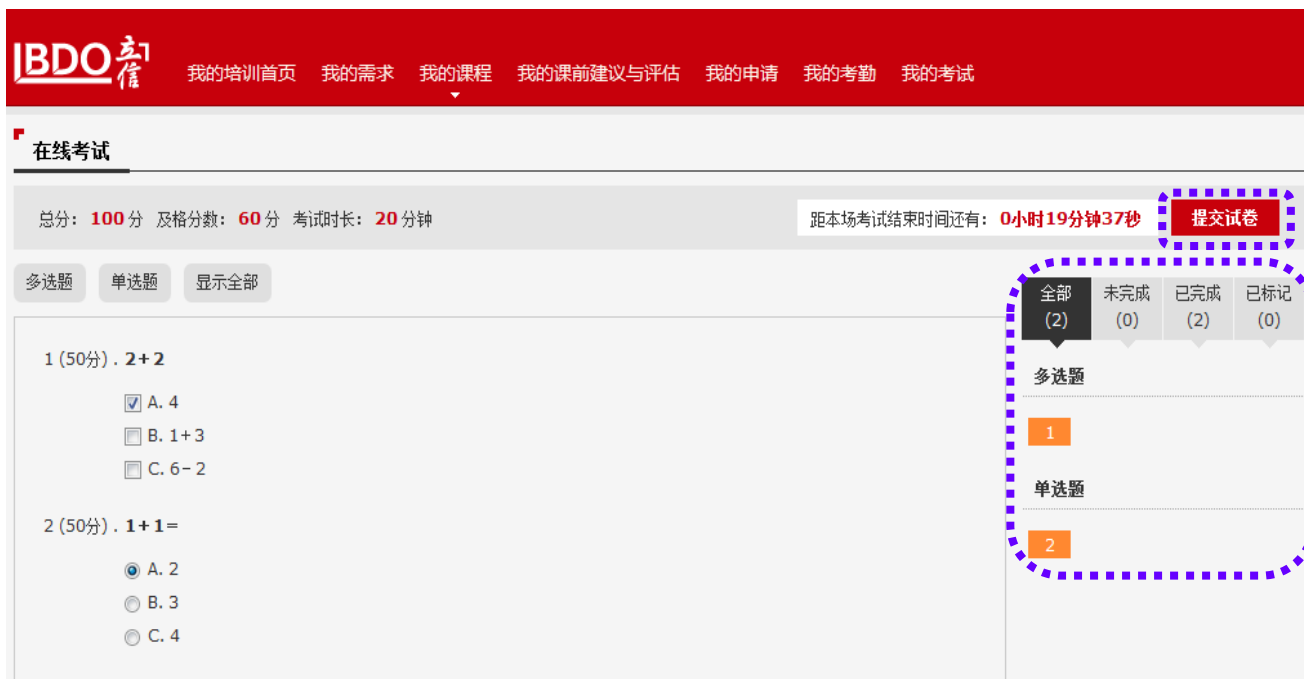 BDO 立信
我的培训首页 我的需求 我的课程 我的课前建议与评估 我的申请 我的考勤 我的考试
在线考试
总分：100分 及格分数：60分 考试时长：20分钟 距本场考试结束时间还有：0小时19分钟37秒 提交试卷
多选题 单选题 显示全部
全部 未完成 已完成 已标记
(2) (0) (2) (0)
1 (50分) . 2+2
A. 4
B. 1+3
C. 6-2
2 (50分) . 1+1=
A. 2
B. 3
C. 4
多选题
1
单选题
2